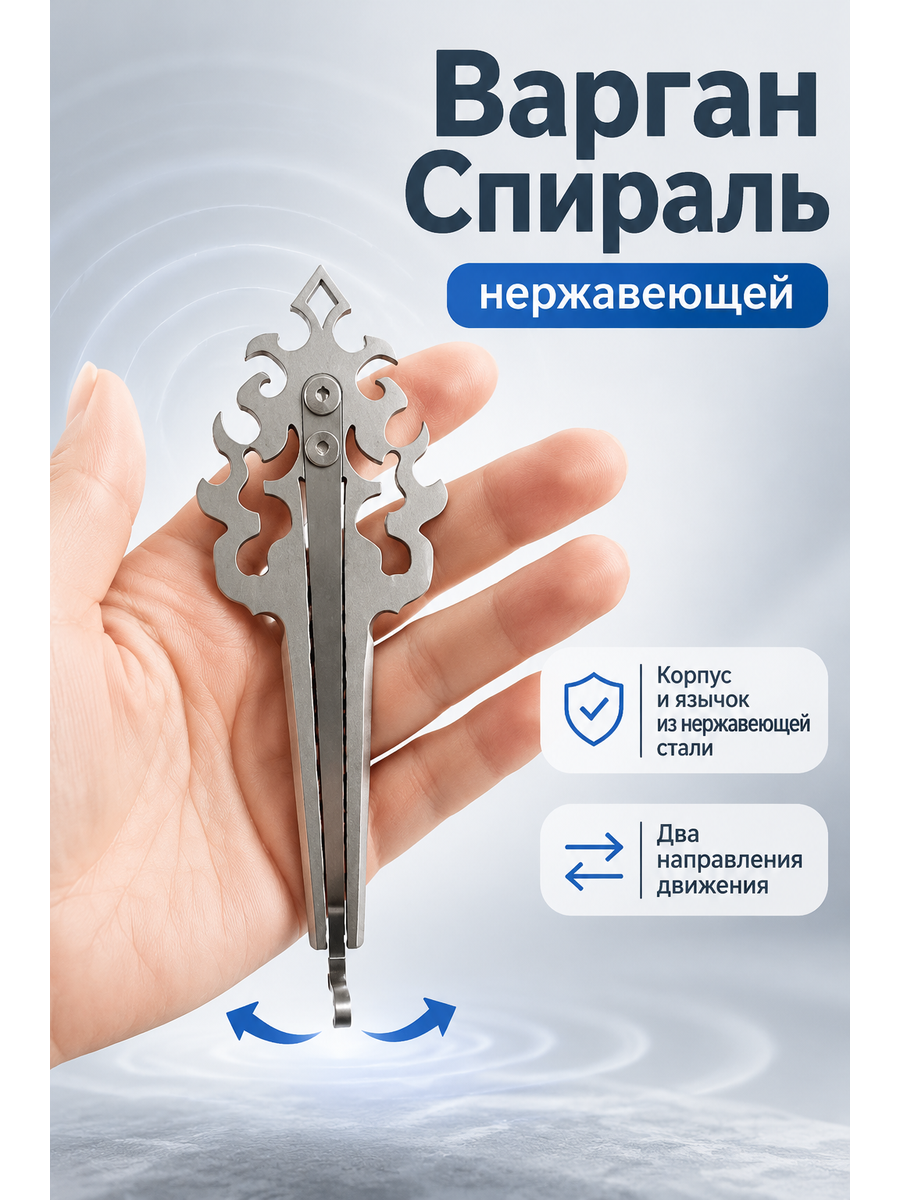 Варган
Спираль
нержавеющей
Корпус
и язычок
из нержавеющей
стали
Два
направления
движения